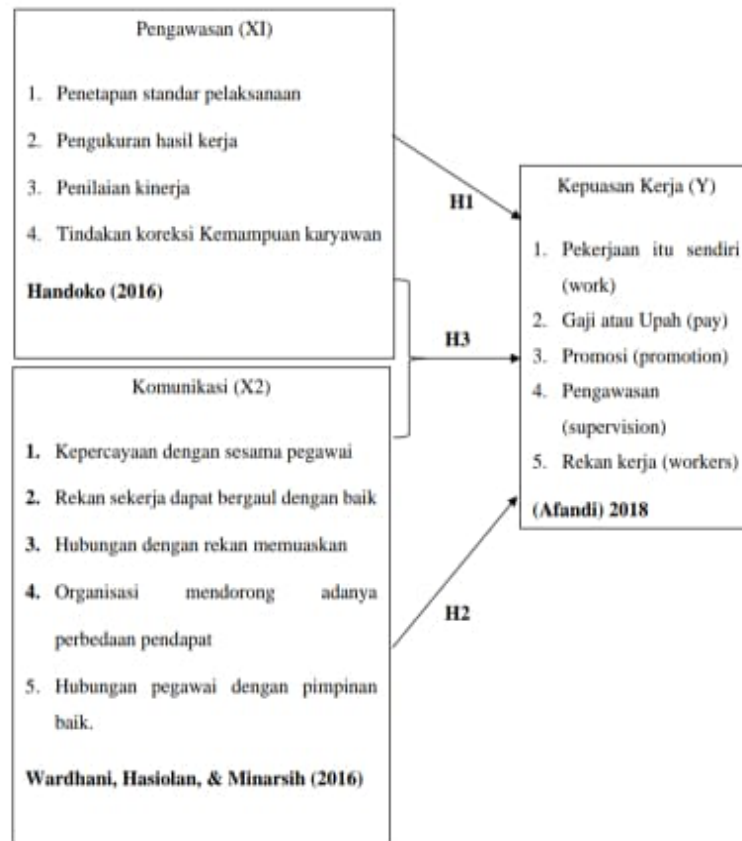 Pengawasan (XI)
1. Penetapan standar pelaksanaan
2. Pengukuran hasil kerja
3. Penilaian kinerja
4. Tindakan koreksi Kemampuan karyawan
Handoko (2016)
H1
H3
Komunikasi (X2)
1. Kepercayaan dengan sesama pegawai
2. Rekan sekerja dapat bergaul dengan baik
3. Hubungan dengan rekan memuaskan
4. Organisasi mendorong adanya
perbedaan pendapat
5. Hubungan pegawai dengan pimpinan
baik.
Wardhani, Hasiolan, & Minarsih (2016)
H2
Kepuasan Kerja (Y)
1. Pekerjaan itu sendiri
(work)
2. Gaji atau Upah (pay)
3. Promosi (promotion)
4. Pengawasan
(supervision)
5. Rekan kerja (workers)
(Afandi) 2018